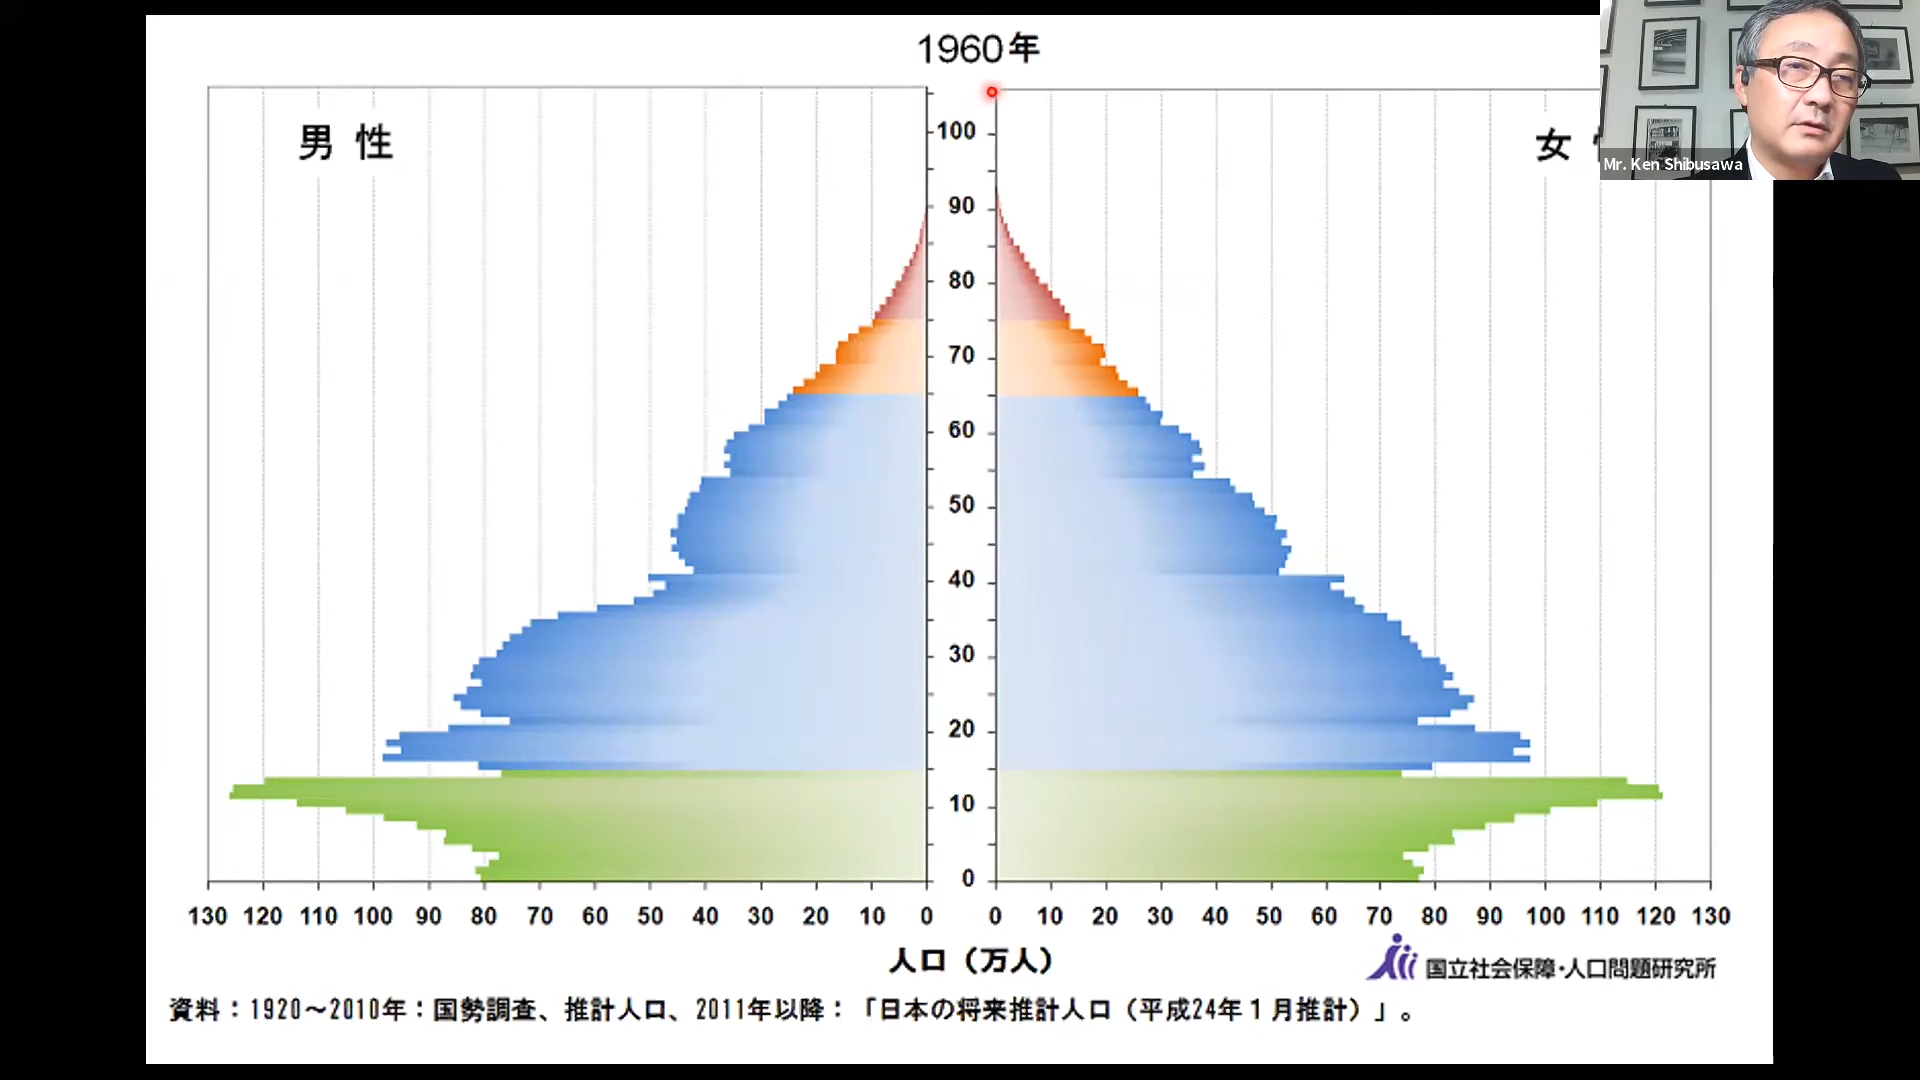 1960年
男 性
女
Mr. Ken Shibusawa
100
90
80
70
60
50
40
30
20
10
0
130 120 110 100 90 80 70 60 50 40 30 20 10 0
0 10 20 30 40 50 60 70 80 90 100 110 120 130
人口（万人）
国立社会保障・人口問題研究所
資料：1920～2010年：国勢調査、推計人口、2011年以降：「日本の将来推計人口（平成24年１月推計）」。